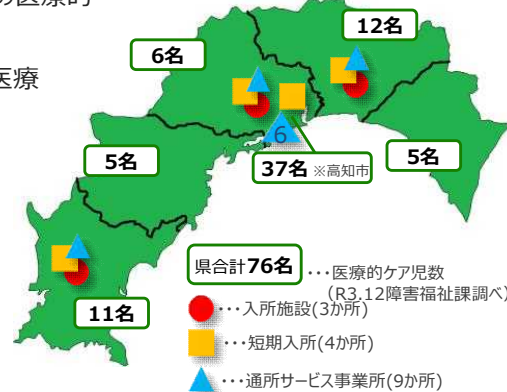 医療的
医療
12名
6名
5名
6
37名 ※高知市
5名
11名
県合計76名 ・・・医療的ケア児数
(R3.12障害福祉課調べ)
・・・入所施設(3か所)
・・・短期入所(4か所)
・・・通所サービス事業所(9か所)